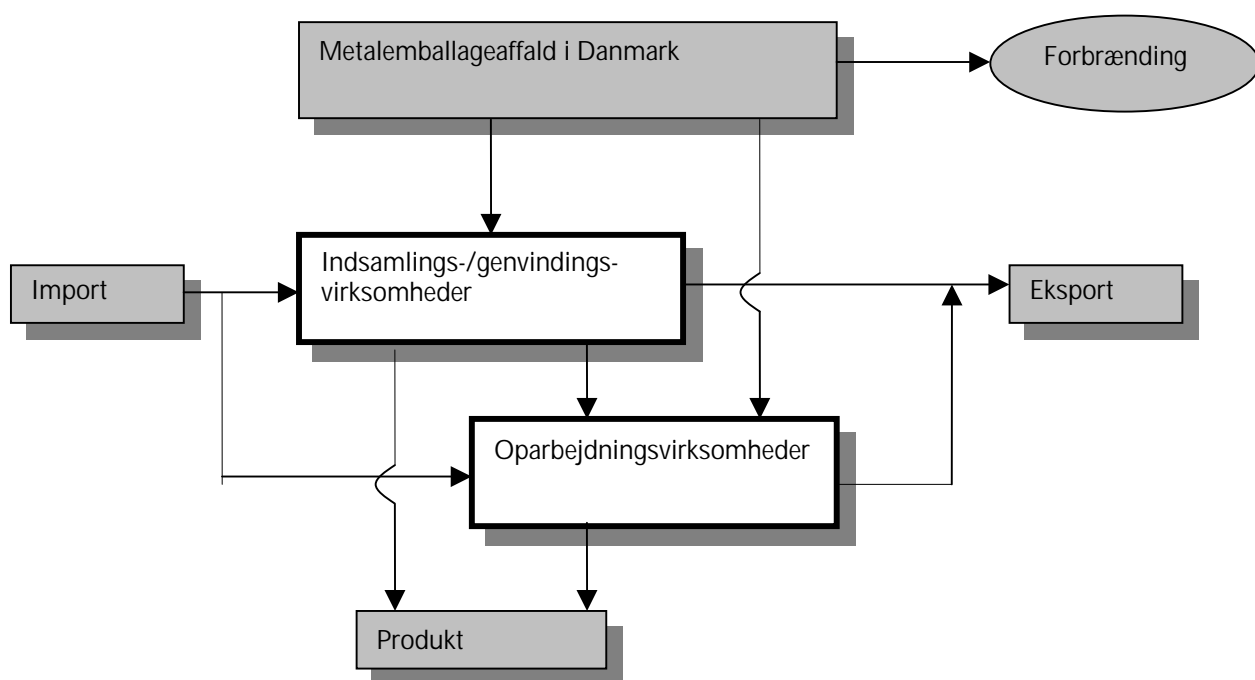 Metalemballageaffald i Danmark
Forbrænding
Indsamlings-/genvindings-
virksomheder
Import
Eksport
Oparbejdningsvirksomheder
Produkt